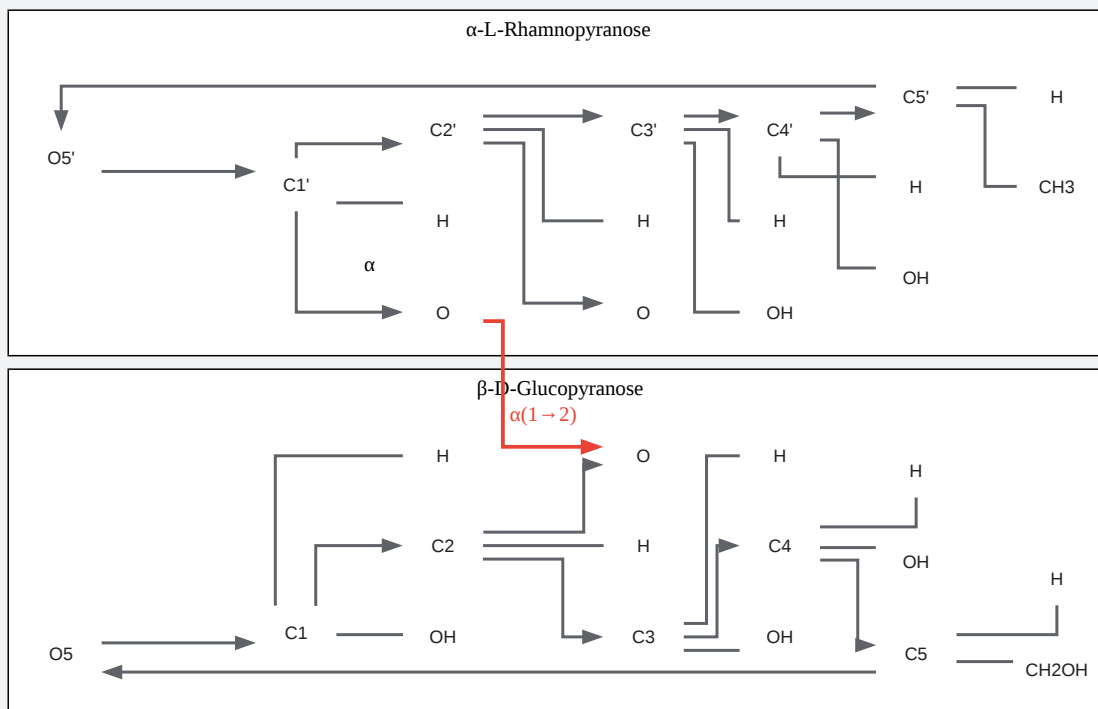 α-L-Rhamnopyranose
C5'
H
C2'
C3'
C4'
O5'
C1'
H
CH3
H
H
H
α
OH
O
O
OH
β-D-Glucopyranose
α(1→2)
H
O
H
H
C2
H
C4
OH
H
C1
OH
C3
OH
O5
C5
CH2OH